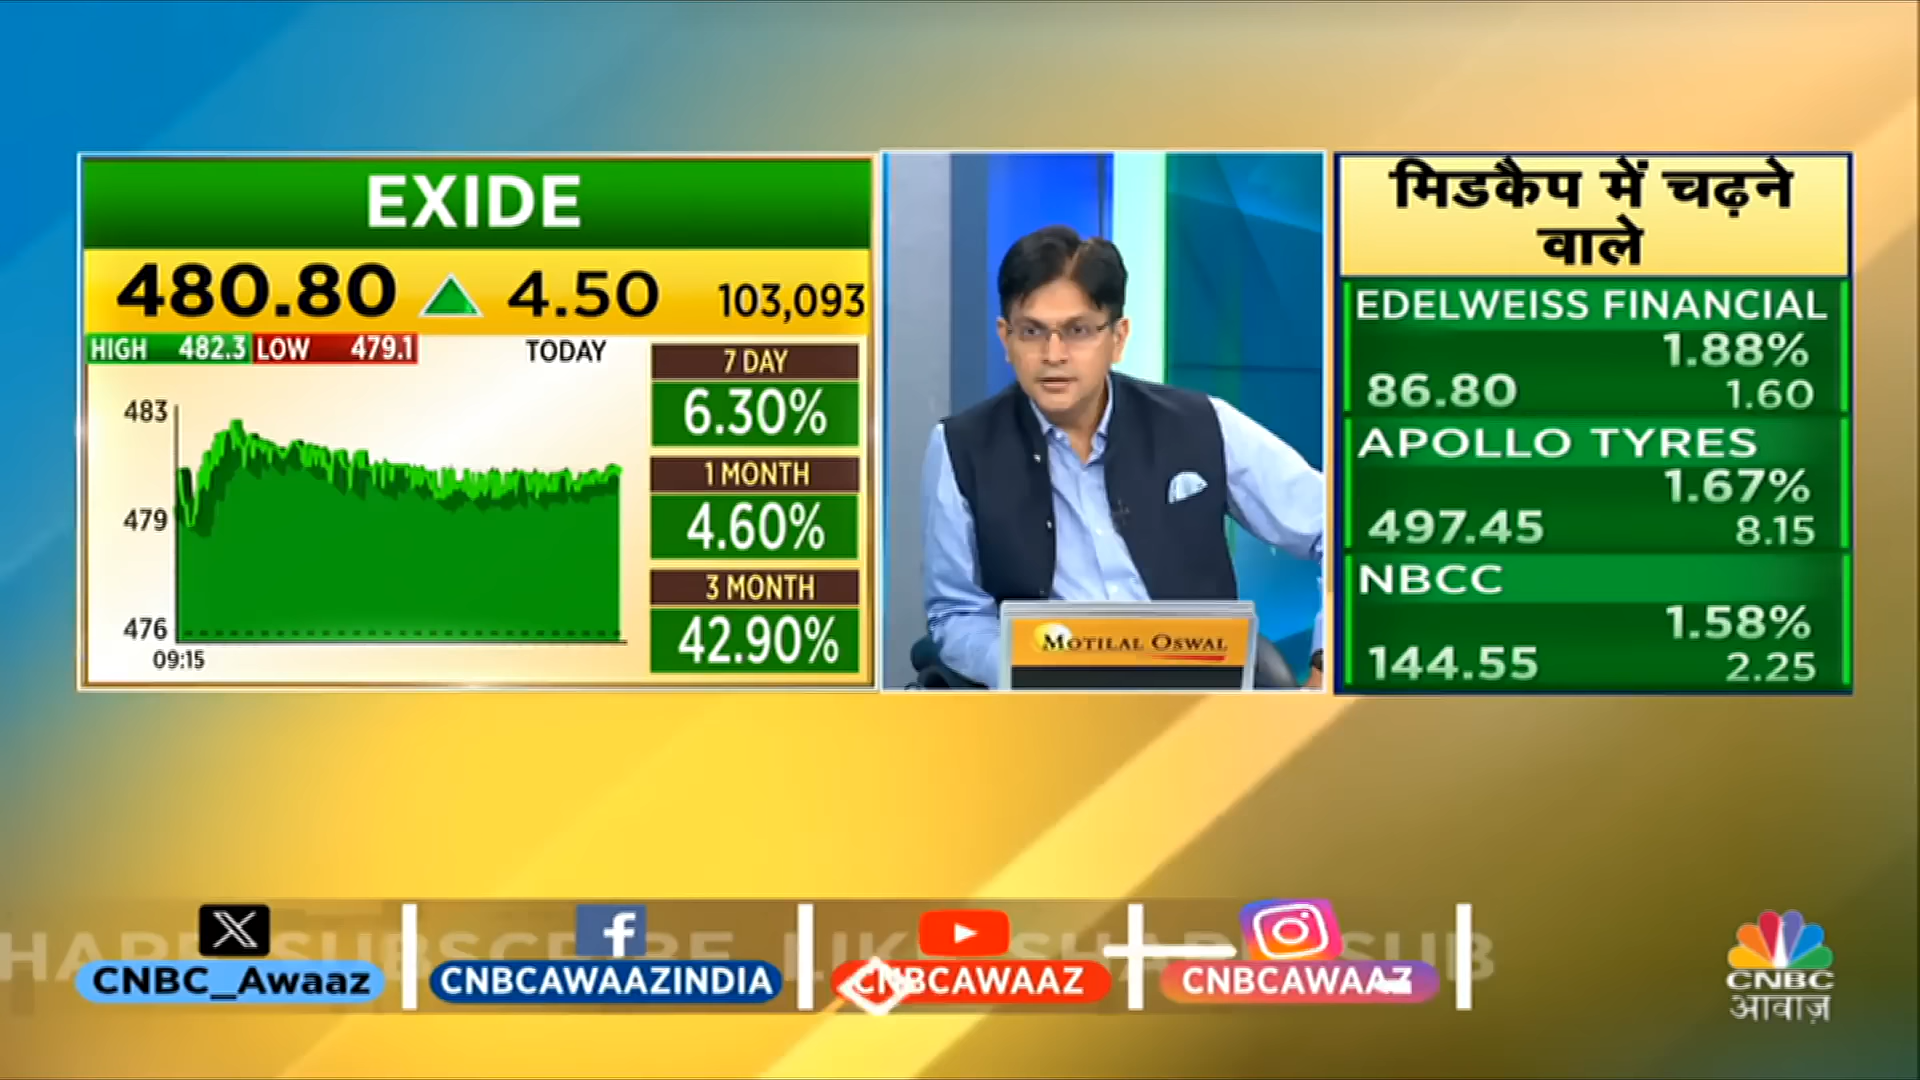 EXIDE
480.80 4.50 103,093
HIGH 482.3 LOW 479.1 TODAY
483
479
476
09:15
7 DAY
6.30%
1 MONTH
4.60%
3 MONTH
42.90%
MOTILAL OSWAL
मिडकैप में चढ़ने
वाले
EDELWEISS FINANCIAL
1.88%
86.80 1.60
APOLLO TYRES
1.67%
497.45 8.15
NBCC
1.58%
144.55 2.25
CNBC_Awaaz
CNBCAWAAZINDIA
CNBCAWAAZ
CNBCAWAAZ
CNBC
आवाज़